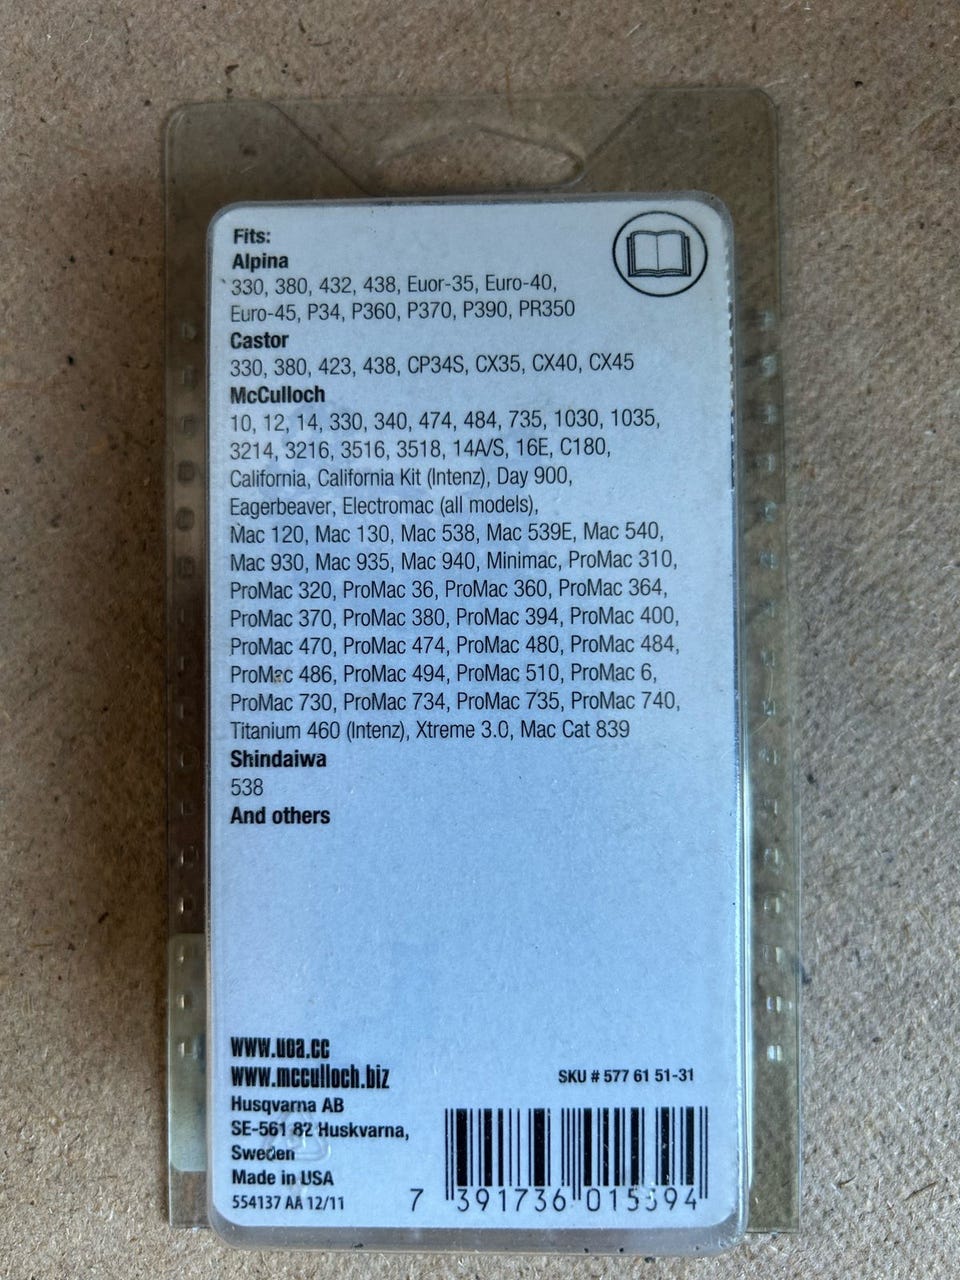 Fits:
Alpina
330, 380, 432, 438, Euor-35, Euro-40,
Euro-45, P34, P360, P370, P390, PR350
Castor
330, 380, 423, 438, CP34S, CX35, CX40, CX45
McCulloch
10, 12, 14, 330, 340, 474, 484, 735, 1030, 1035,
3214, 3216, 3516, 3518, 14A/S, 16E, C180,
California, California Kit (Intenz), Day 900,
Eagerbeaver, Electromac (all models),
Mac 120, Mac 130, Mac 538, Mac 539E, Mac 540,
Mac 930, Mac 935, Mac 940, Minimac, ProMac 310,
ProMac 320, ProMac 36, ProMac 360, ProMac 364,
ProMac 370, ProMac 380, ProMac 394, ProMac 400,
ProMac 470, ProMac 474, ProMac 480, ProMac 484,
ProMac 486, ProMac 494, ProMac 510, ProMac 6,
ProMac 730, ProMac 734, ProMac 735, ProMac 740,
Titanium 460 (Intenz), Xtreme 3.0, Mac Cat 839
Shindaiwa
538
And others
www.uoa.cc
www.mcculloch.biz
SKU # 577 61 51-31
Husqvarna AB
SE-561 82 Huskvarna,
Sweden
Made in USA
554137 AA 12/11
7 391736 015394